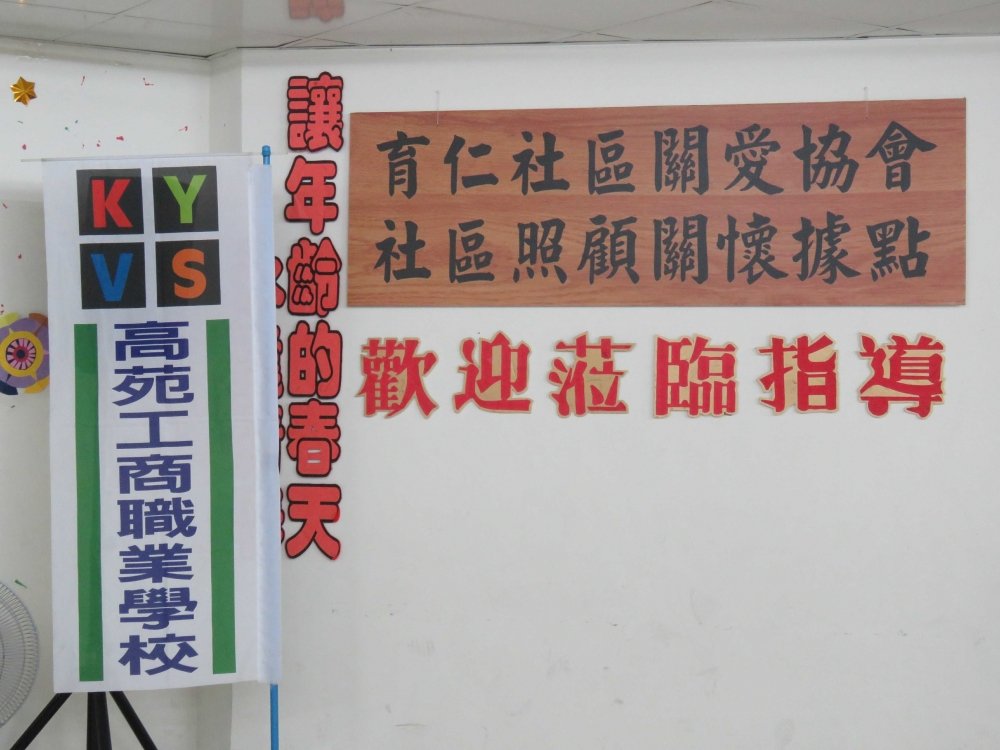 KY
VS
高苑工商職業學校
讓年齡的春天
育仁社區關愛協會
社區照顧關懷據點
歡迎蒞臨指導